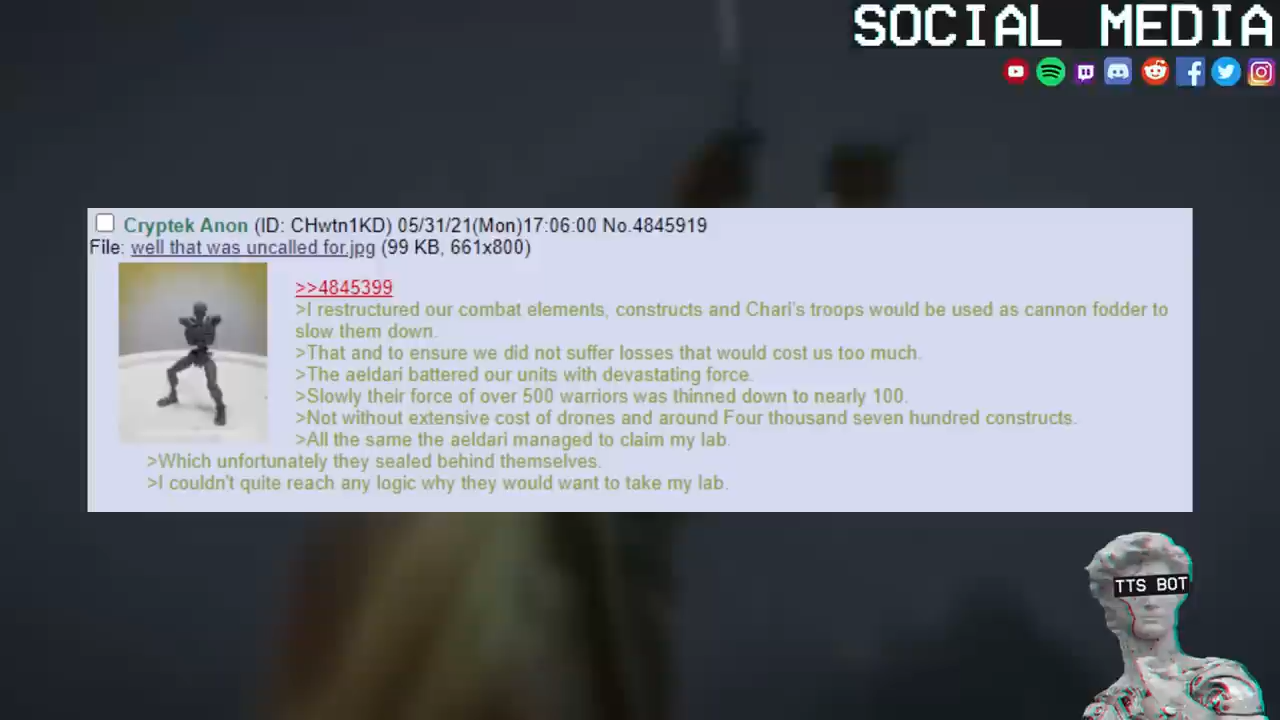 SOCIAL MEDIA
Cryptek Anon (ID: CHwtn1KD) 05/31/21(Mon)17:06:00 No.4845919
File: well that was uncalled for.jpg (99 KB, 661x800)
>>4845399
>I restructured our combat elements, constructs and Chari's troops would be used as cannon fodder to
slow them down.
>That and to ensure we did not suffer losses that would cost us too much.
>The aeldari battered our units with devastating force.
>Slowly their force of over 500 warriors was thinned down to nearly 100.
>Not without extensive cost of drones and around Four thousand seven hundred constructs.
>All the same the aeldari managed to claim my lab.
>Which unfortunately they sealed behind themselves.
>I couldn't quite reach any logic why they would want to take my lab.
TTS BOT